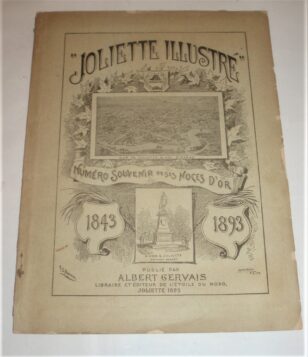 "JOLIETTE ILLUSTRÉ"
NUMÉRO SOUVENIR DE SES NOCES D'OR
1843
1893
PUBLIÉ PAR
ALBERT GERVAIS
LIBRAIRE ET ÉDITEUR DE L'ÉTOILE DU NORD,
JOLIETTE 1893